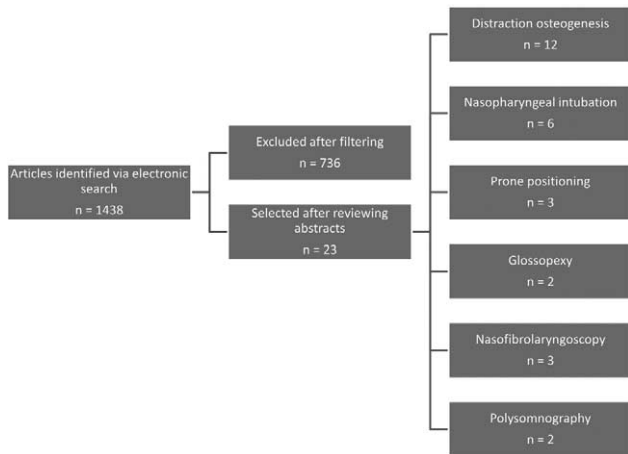 Articles identified via electronic
search
n = 1438
Excluded after filtering
n = 736
Selected after reviewing
abstracts
n = 23
Distraction osteogenesis
n = 12
Nasopharyngeal intubation
n = 6
Prone positioning
n = 3
Glossopexy
n = 2
Nasofibrolaryngoscopy
n = 3
Polysomnography
n = 2